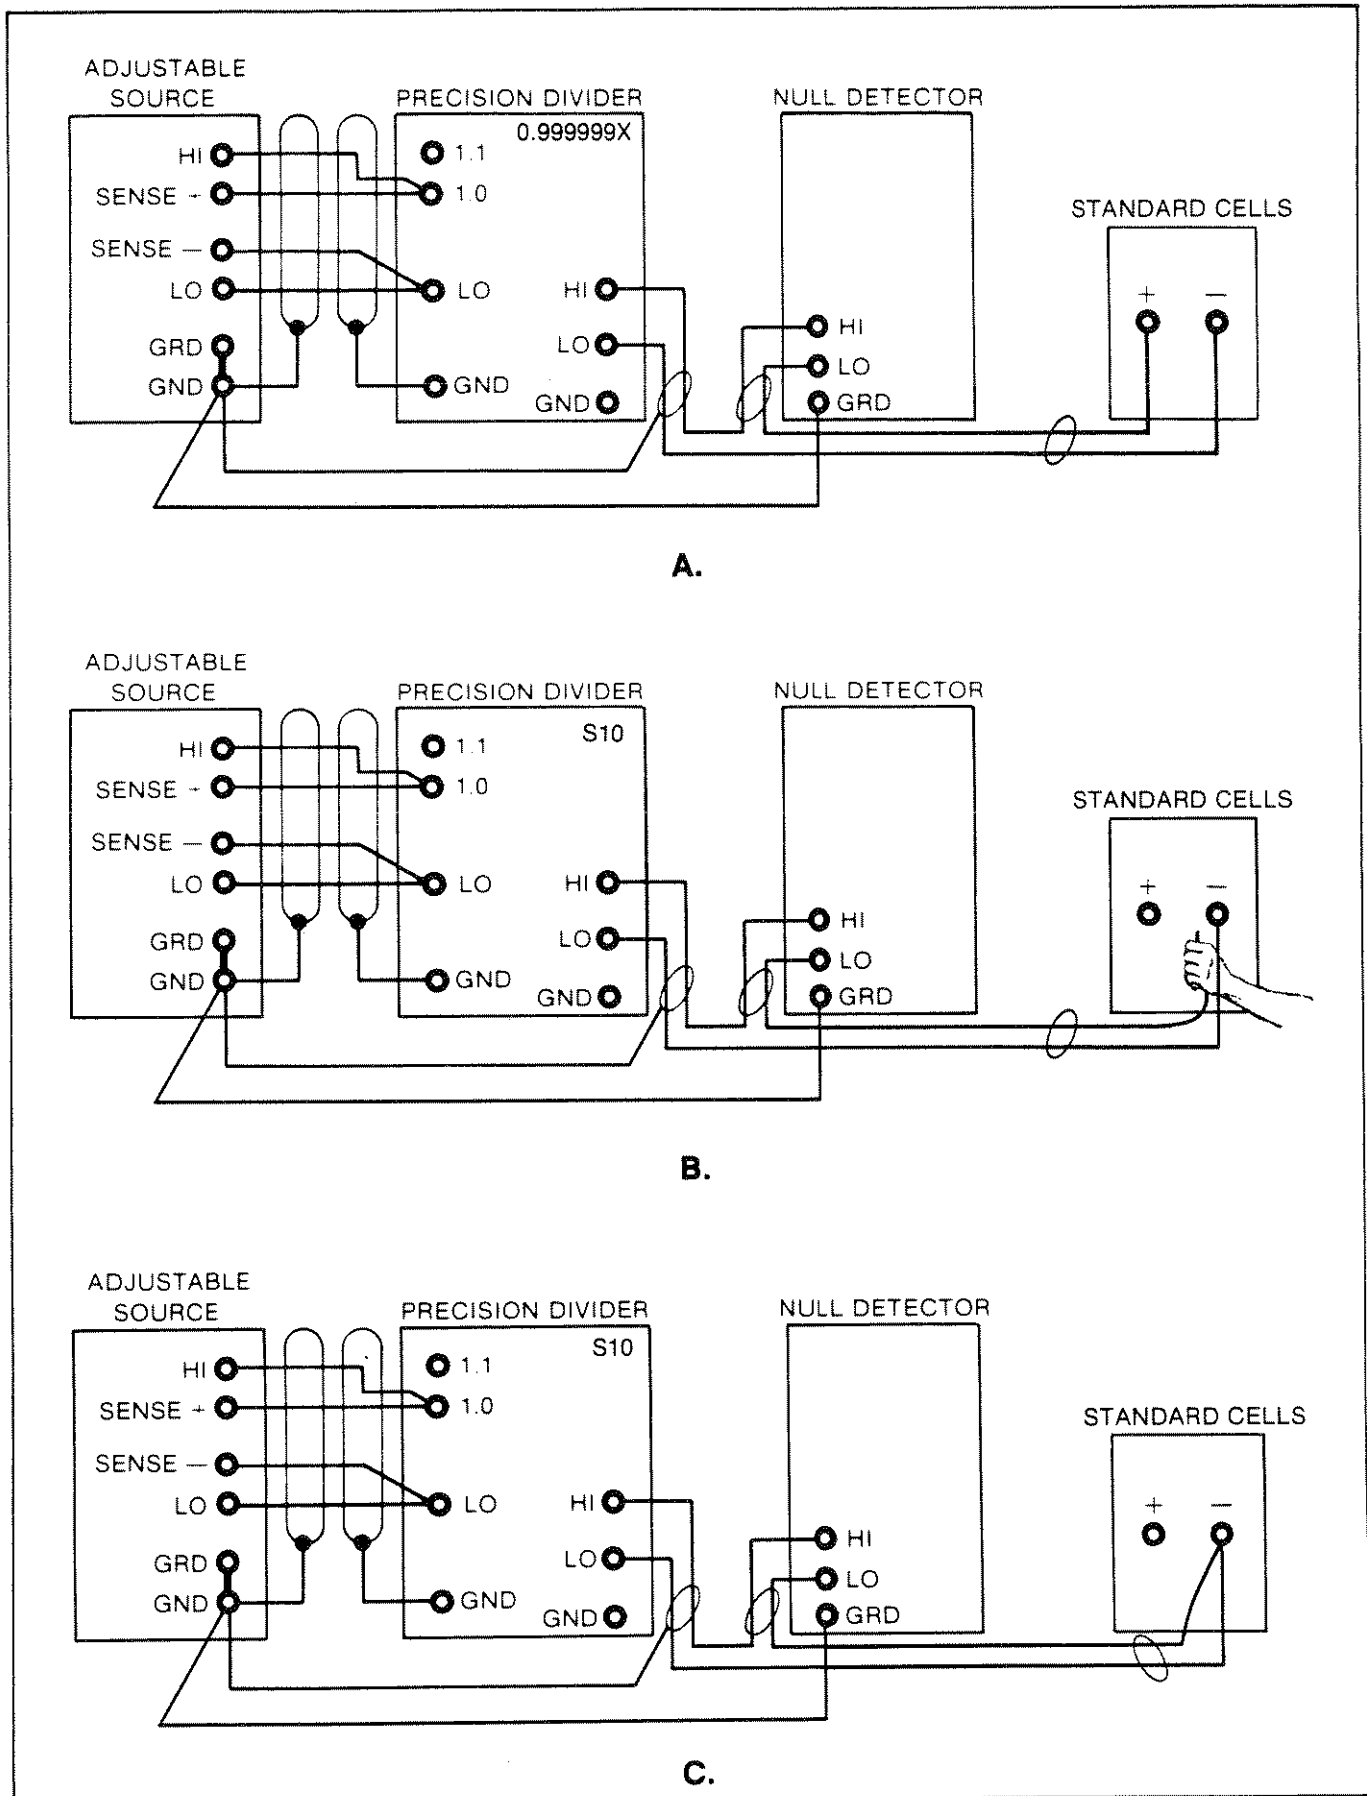 ADJUSTABLE
SOURCE
PRECISION DIVIDER
NULL DETECTOR
STANDARD CELLS
0.999999X
HI
SENSE +
SENSE —
LO
GRD
GND
1.1
1.0
LO
GND
HI
LO
GND
HI
LO
GRD
+ —
A.
ADJUSTABLE
SOURCE
PRECISION DIVIDER
NULL DETECTOR
STANDARD CELLS
S10
HI
SENSE +
SENSE —
LO
GRD
GND
1.1
1.0
LO
GND
HI
LO
GND
HI
LO
GRD
+ —
B.
ADJUSTABLE
SOURCE
PRECISION DIVIDER
NULL DETECTOR
STANDARD CELLS
S10
HI
SENSE +
SENSE —
LO
GRD
GND
1.1
1.0
LO
GND
HI
LO
GND
HI
LO
GRD
+ —
C.